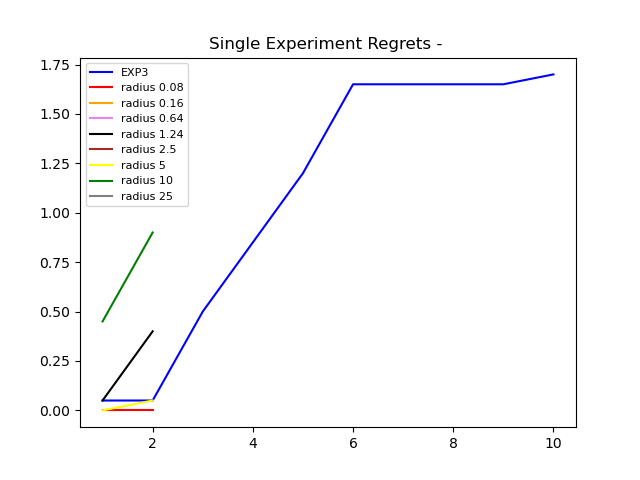 Single Experiment Regrets -
1.75
1.50
1.25
1.00
0.75
0.50
0.25
0.00
EXP3
radius 0.08
radius 0.16
radius 0.64
radius 1.24
radius 2.5
radius 5
radius 10
radius 25
2 4 6 8 10